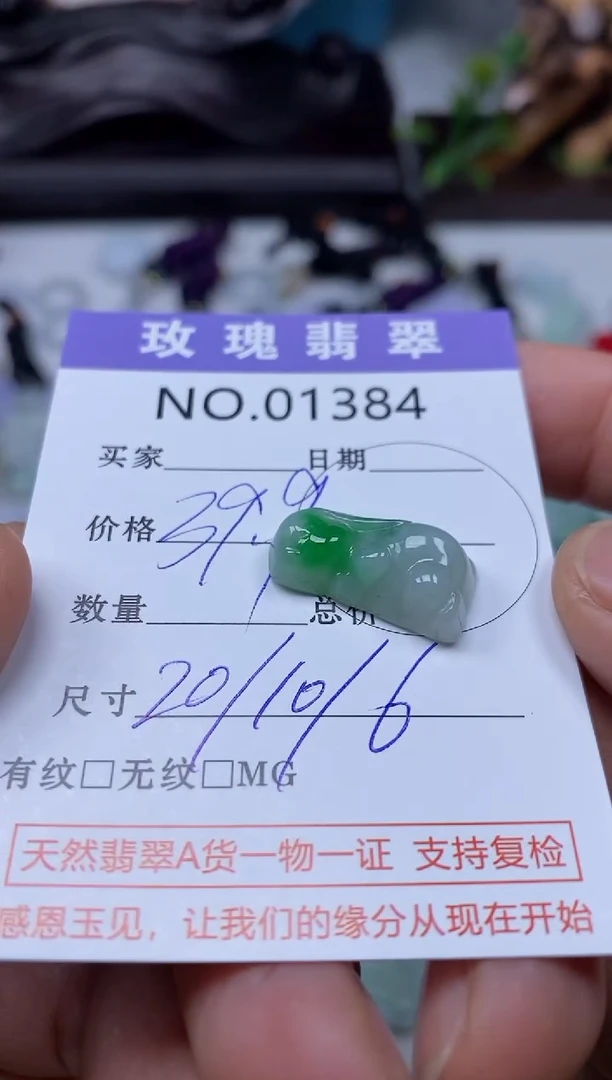 玫瑰翡翠
NO.01384
买家 日期
价格 39.9
数量 总价
尺寸 20/10/6
有纹□无纹□MG
天然翡翠A货一物一证 支持复检
感恩玉见，让我们的缘分从现在开始